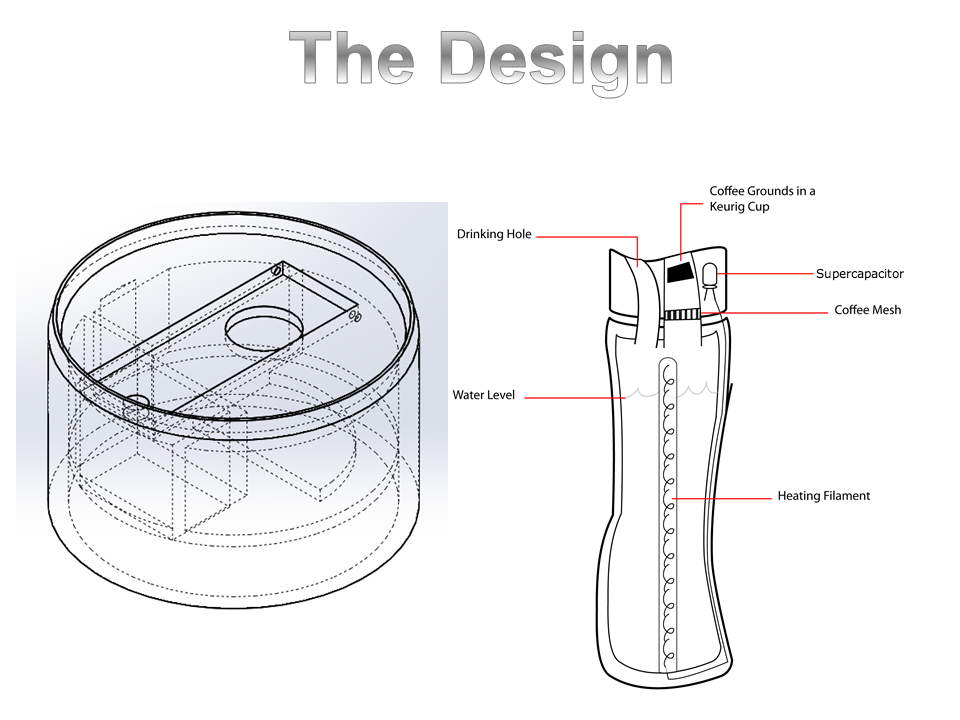 The Design
Coffee Grounds in a
Keurig Cup
Drinking Hole
Supercapacitor
Coffee Mesh
Water Level
Heating Filament